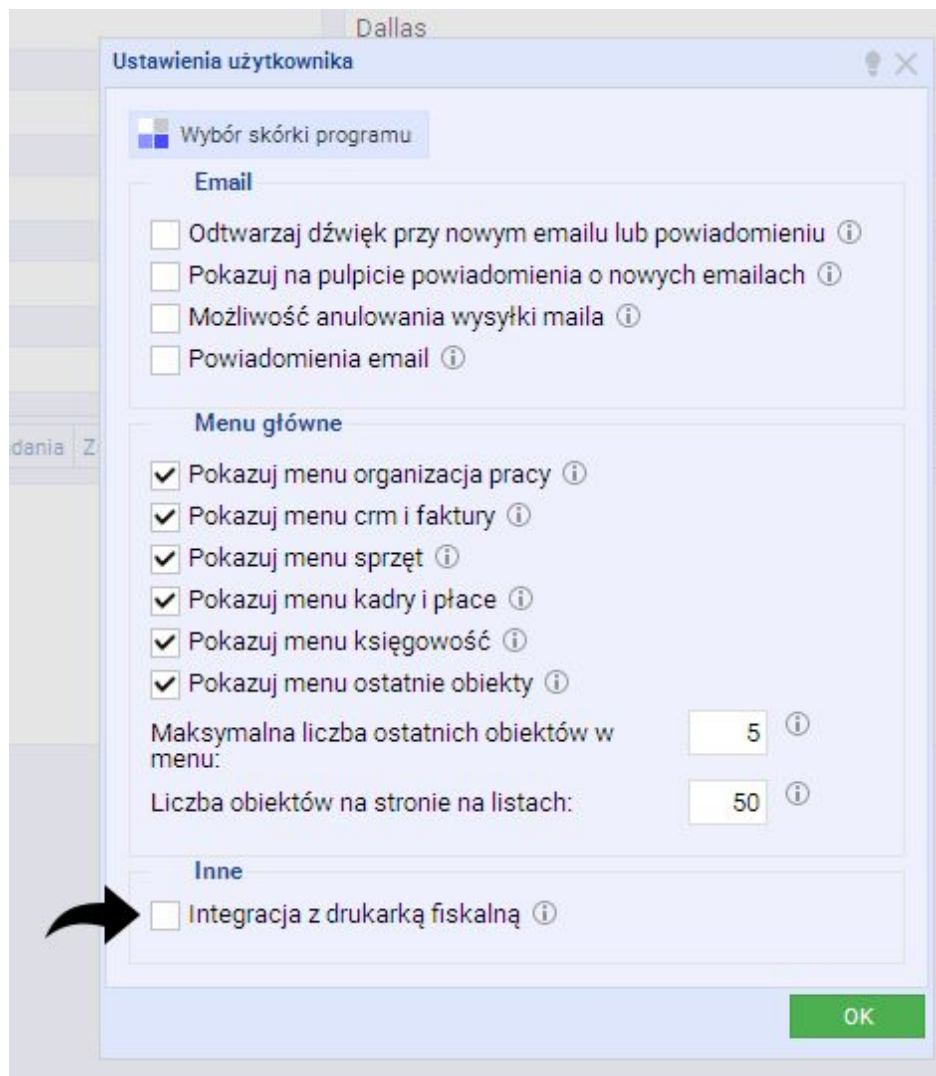 Dallas
Ustawienia użytkownika
Wybór skórki programu
Email
Odtwarzaj dźwięk przy nowym emailu lub powiadomieniu
Pokazuj na pulpicie powiadomienia o nowych emailach
Możliwość anulowania wysyłki maila
Powiadomienia email
Menu główne
dania Z
Pokazuj menu organizacja pracy
Pokazuj menu crm i faktury
Pokazuj menu sprzęt
Pokazuj menu kadry i płace
Pokazuj menu księgowość
Pokazuj menu ostatnie obiekty
Maksymalna liczba ostatnich obiektów w
menu:
5
Liczba obiektów na stronie na listach: 50
Inne
Integracja z drukarką fiskalną
OK